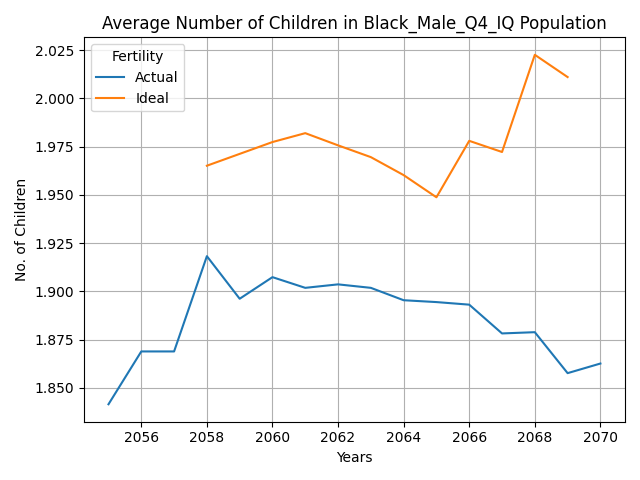 Average Number of Children in Black_Male_Q4_IQ Population
Fertility
Actual
Ideal
No. of Children
2.025
2.000
1.975
1.950
1.925
1.900
1.875
1.850
2056 2058 2060 2062 2064 2066 2068 2070
Years